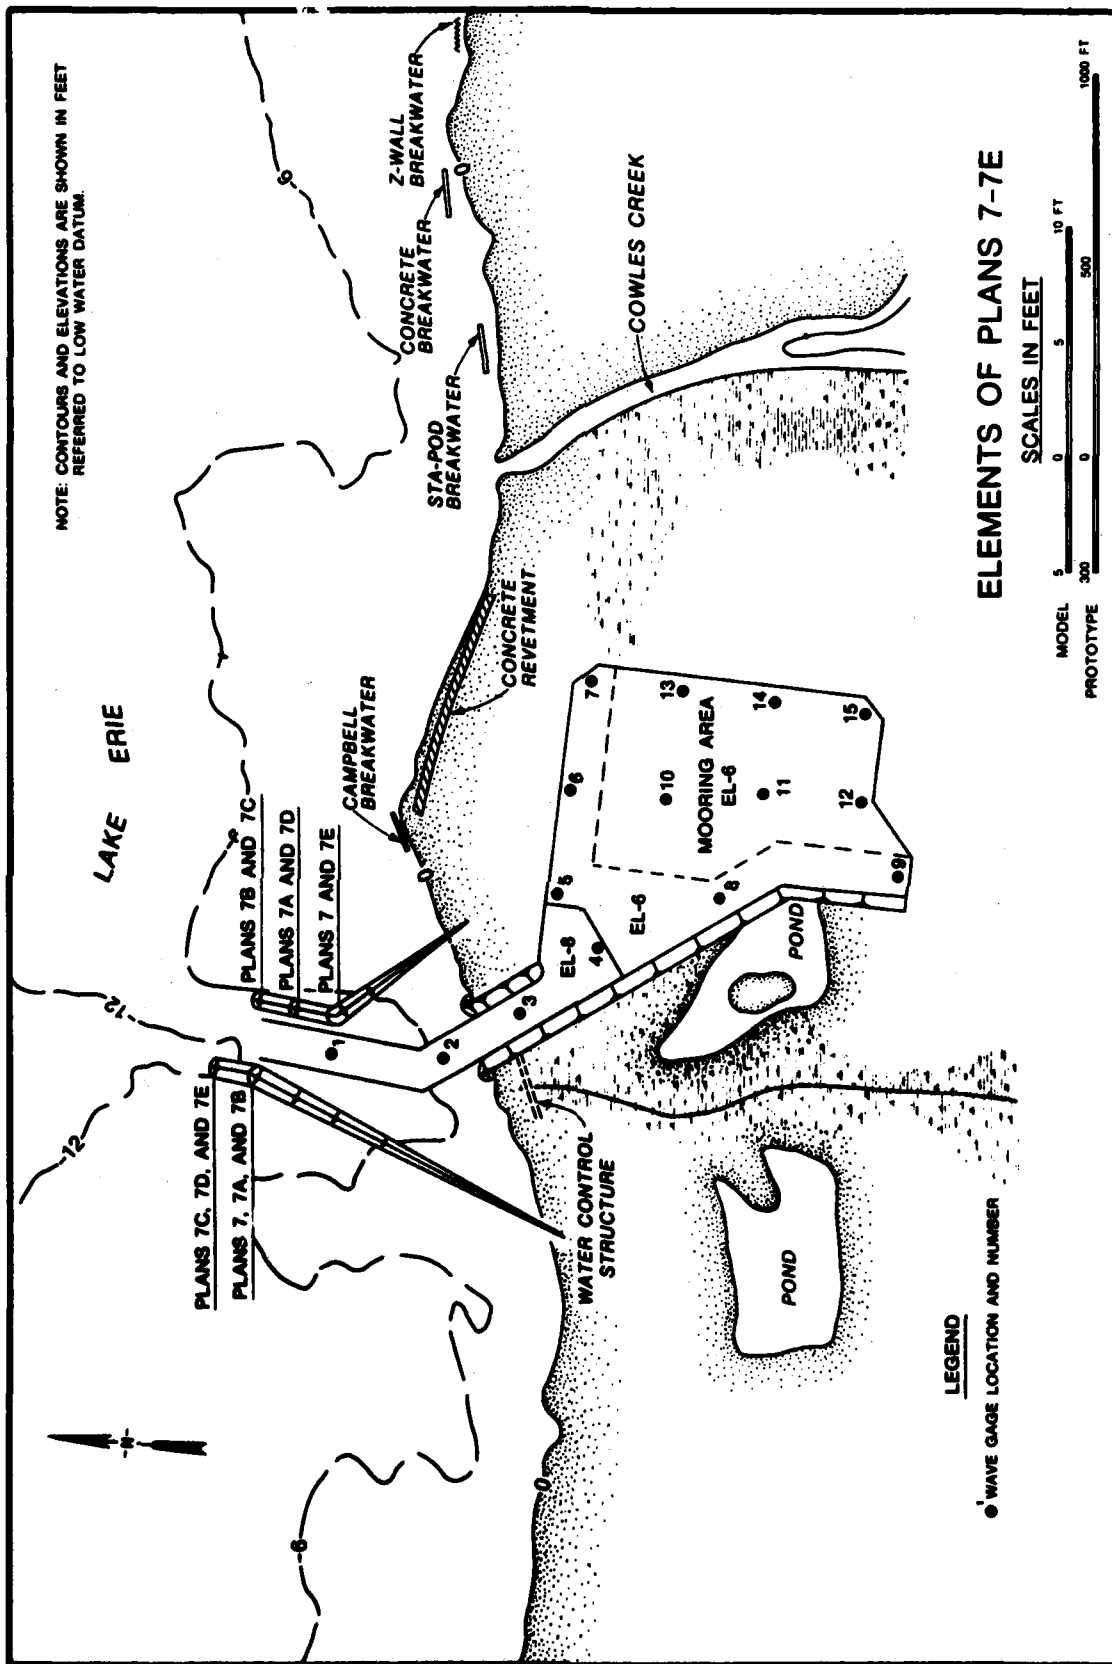 NOTE: CONTOURS AND ELEVATIONS ARE SHOWN IN FEET
REFERRED TO LOW WATER DATUM.
LAKE ERIE
-12
-12
-6
-6
-6
0
0
0
PLANS 7C, 7D, AND 7E
PLANS 7, 7A, AND 7B
PLANS 7B AND 7C
PLANS 7A AND 7D
PLANS 7 AND 7E
CAMPBELL
BREAKWATER
CONCRETE
REVETMENT
STA-POD
BREAKWATER
CONCRETE
BREAKWATER
Z-WALL
BREAKWATER
COWLES CREEK
WATER CONTROL
STRUCTURE
POND
POND
1
2
3
4
5
6
7
8
9
10
11
12
13
14
15
EL-8
EL-6
MOORING AREA
EL-6
-N-
LEGEND
1
WAVE GAGE LOCATION AND NUMBER
ELEMENTS OF PLANS 7-7E
SCALES IN FEET
MODEL 5 0 5 10 FT
PROTOTYPE 300 0 500 1000 FT